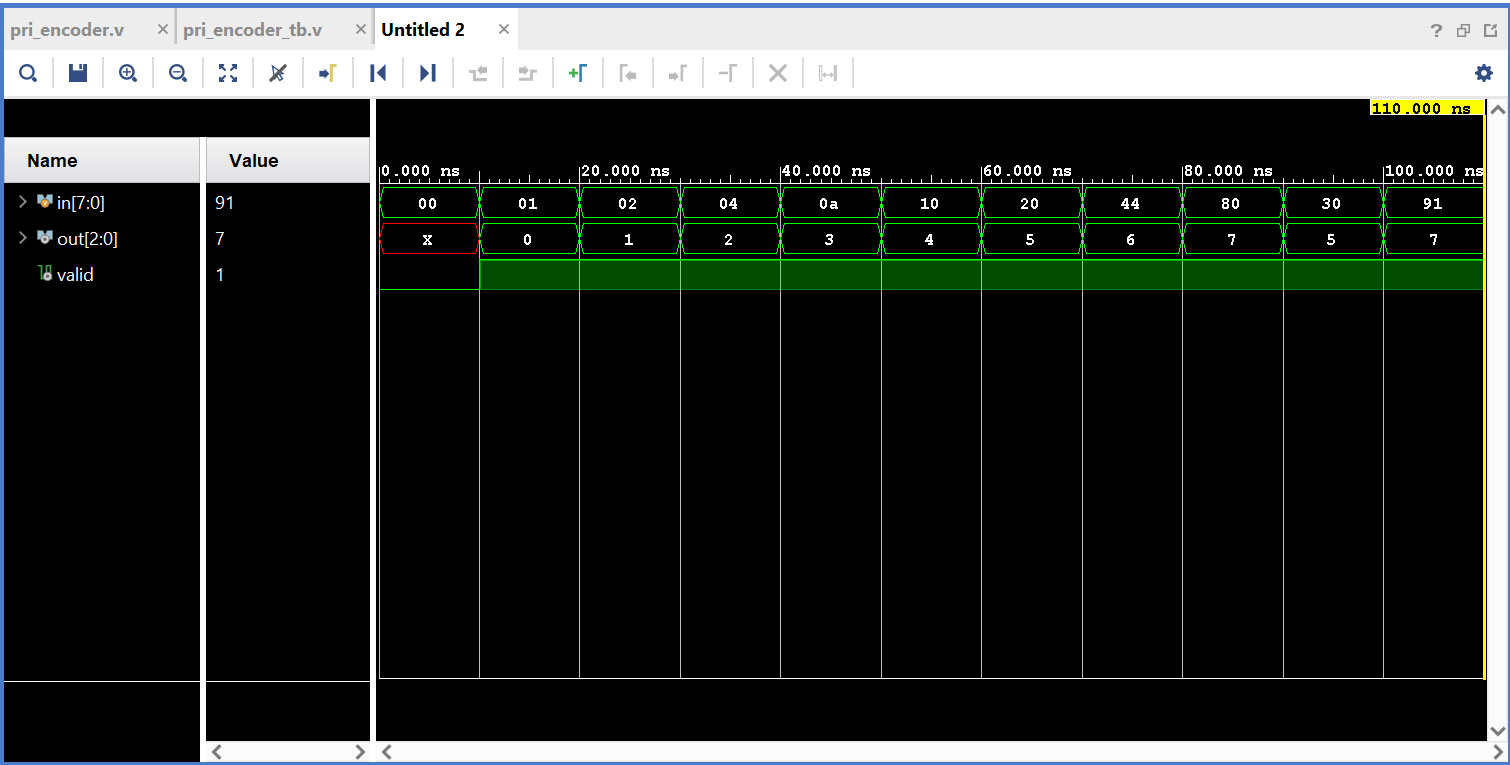 pri_encoder.v × pri_encoder_tb.v × Untitled 2 × ?
110.000 ns
Name Value
0.000 ns 20.000 ns 40.000 ns 60.000 ns 80.000 ns 100.000 ns
in[7:0] 91 00 01 02 04 0a 10 20 44 80 30 91
out[2:0] 7 X 0 1 2 3 4 5 6 7 5 7
valid 1